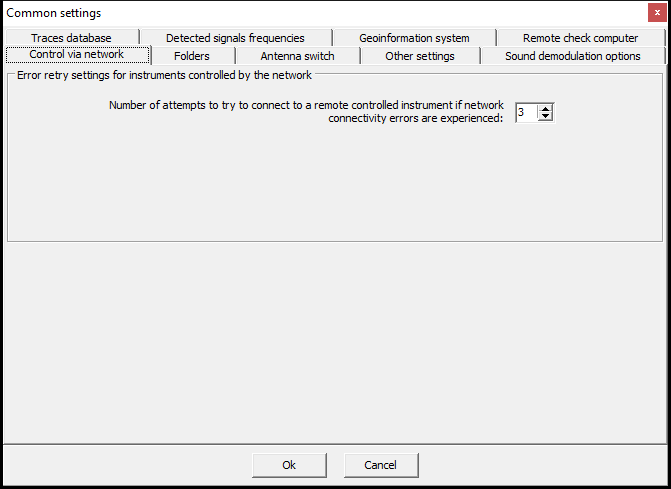 Common settings
x
Traces database
Detected signals frequencies
Geoinformation system
Remote check computer
Control via network
Folders
Antenna switch
Other settings
Sound demodulation options
Error retry settings for instruments controlled by the network
Number of attempts to try to connect to a remote controlled instrument if network
connectivity errors are experienced:
3
Ok
Cancel